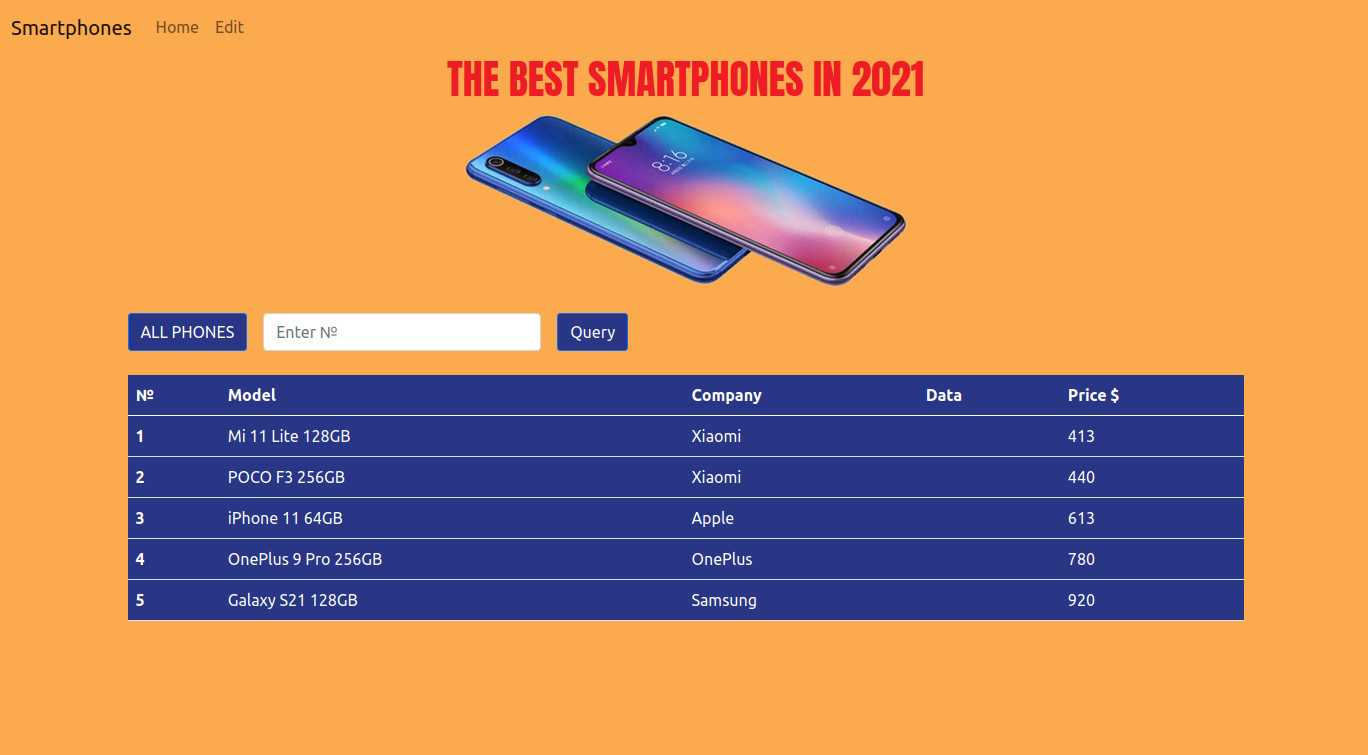 Smartphones Home Edit
THE BEST SMARTPHONES IN 2021
8:16
ALL PHONES Enter № Query
№ Model Company Data Price $
1 Mi 11 Lite 128GB Xiaomi 413
2 POCO F3 256GB Xiaomi 440
3 iPhone 11 64GB Apple 613
4 OnePlus 9 Pro 256GB OnePlus 780
5 Galaxy S21 128GB Samsung 920